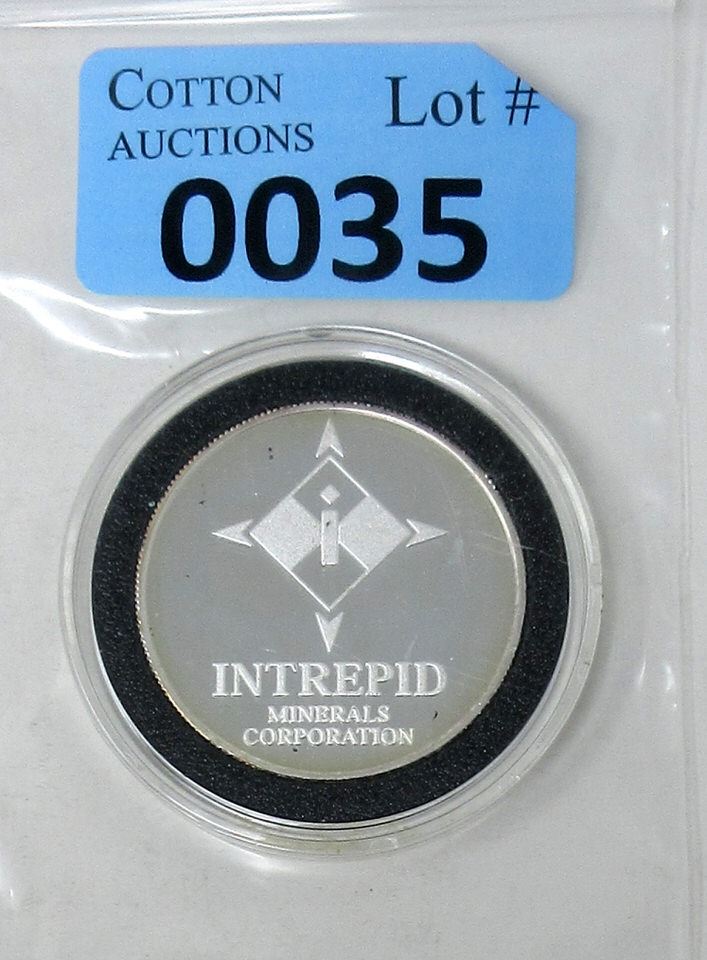 COTTON
AUCTIONS
Lot #
0035
i
INTREPID
MINERALS
CORPORATION